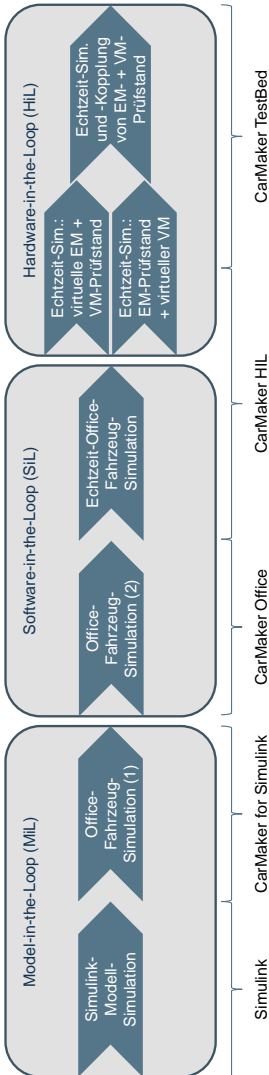 Model-in-the-Loop (MiL)
Simulink-
Modell-
Simulation
Office-
Fahrzeug-
Simulation (1)
Software-in-the-Loop (SiL)
Office-
Fahrzeug-
Simulation (2)
Echtzeit-Office-
Fahrzeug-
Simulation
Hardware-in-the-Loop (HiL)
Echtzeit-Sim.:
virtuelle EM +
VM-Prüfstand
Echtzeit-Sim.:
EM-Prüfstand
+ virtueller VM
Echtzeit-Sim.
und -Kopplung
von EM- + VM-
Prüfstand
Simulink
CarMaker for Simulink
CarMaker Office
CarMaker HIL
CarMaker TestBed